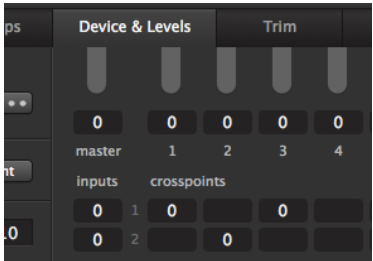 ps Device & Levels Trim
0 0 0 0 0
master 1 2 3 4
nt
inputs crosspoints
0 1 0 0
.0 0 2 0